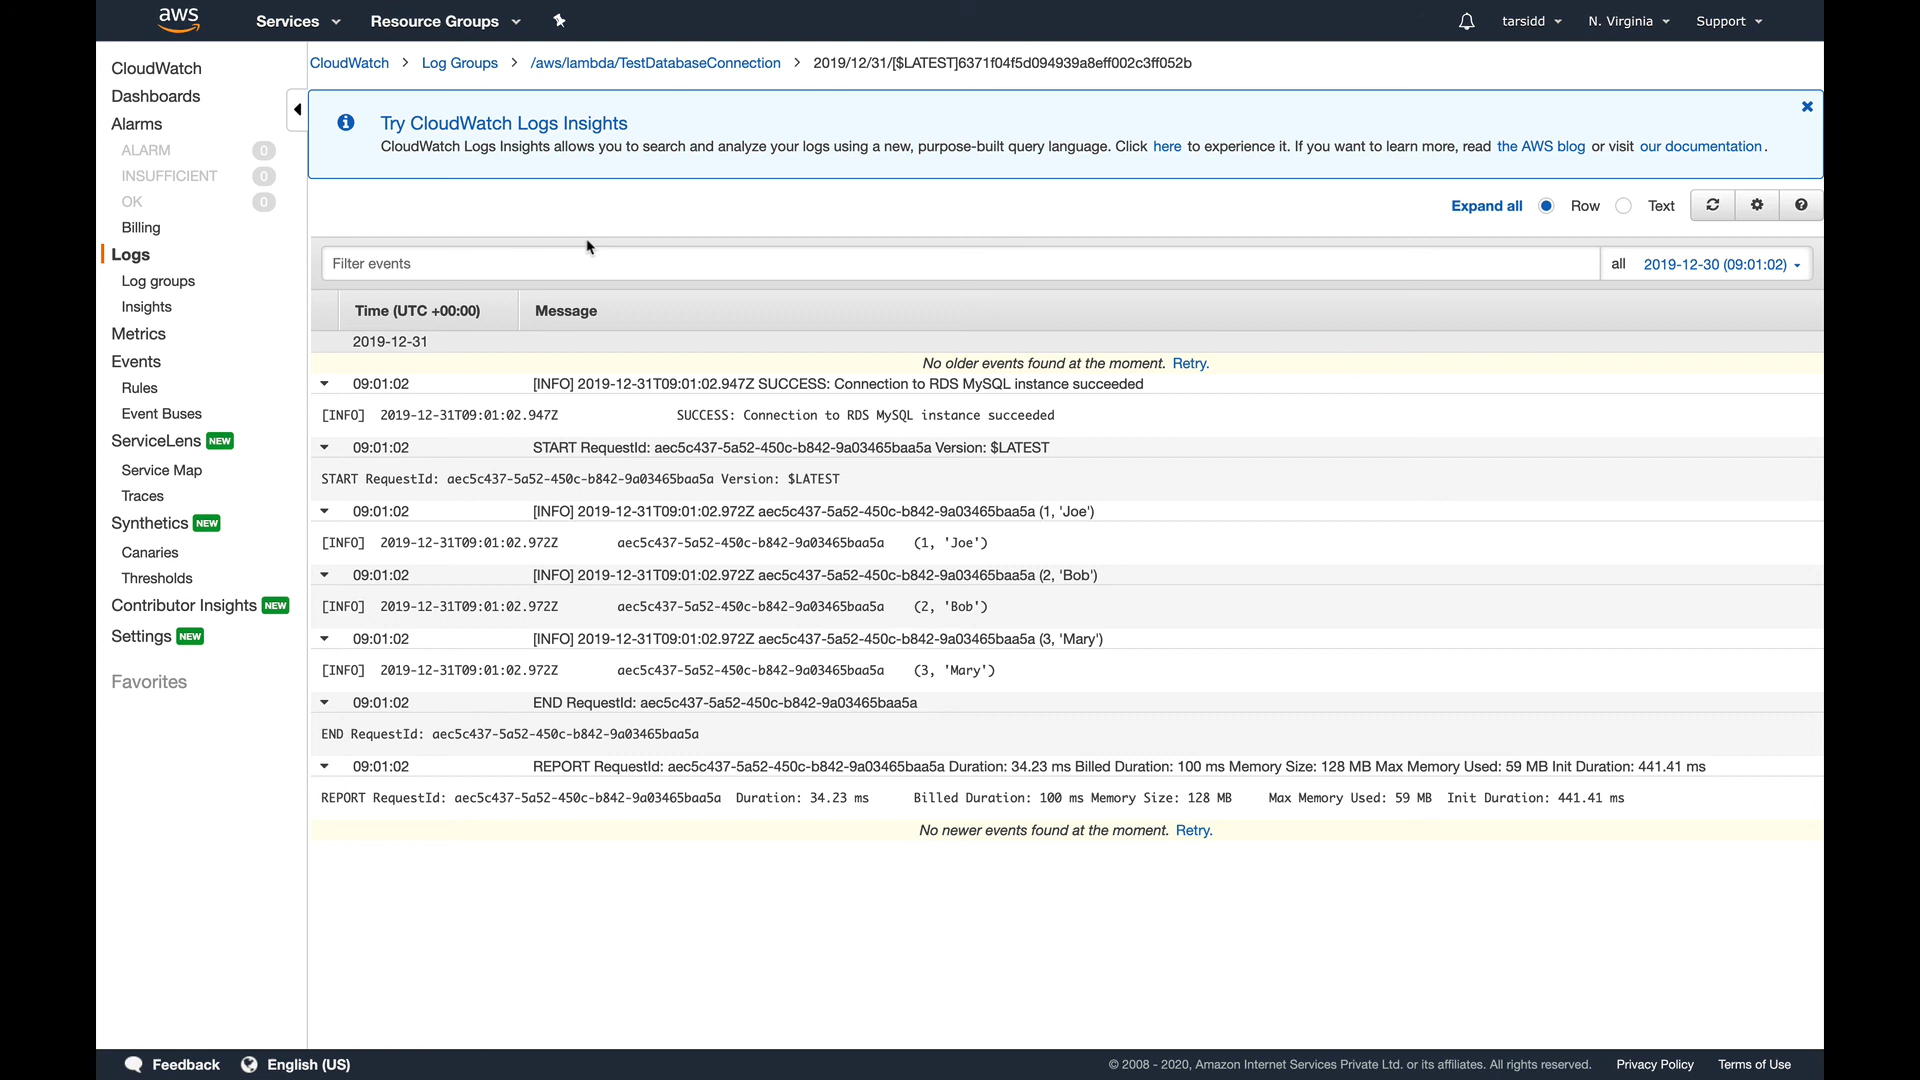 aws Services Resource Groups tarsidd N. Virginia Support
CloudWatch
Dashboards
Alarms
ALARM 0
INSUFFICIENT 0
OK 0
Billing
Logs
Log groups
Insights
Metrics
Events
Rules
Event Buses
ServiceLens NEW
Service Map
Traces
Synthetics NEW
Canaries
Thresholds
Contributor Insights NEW
Settings NEW
Favorites
CloudWatch > Log Groups > /aws/lambda/TestDatabaseConnection > 2019/12/31/[$LATEST]6371f04f5d094939a8eff002c3ff052b
Try CloudWatch Logs Insights
CloudWatch Logs Insights allows you to search and analyze your logs using a new, purpose-built query language. Click here to experience it. If you want to learn more, read the AWS blog or visit our documentation.
Expand all Row Text
Filter events all 2019-12-30 (09:01:02)
Time (UTC +00:00) Message
2019-12-31
No older events found at the moment. Retry.
09:01:02 [INFO] 2019-12-31T09:01:02.947Z SUCCESS: Connection to RDS MySQL instance succeeded
[INFO] 2019-12-31T09:01:02.947Z SUCCESS: Connection to RDS MySQL instance succeeded
09:01:02 START RequestId: aec5c437-5a52-450c-b842-9a03465baa5a Version: $LATEST
START RequestId: aec5c437-5a52-450c-b842-9a03465baa5a Version: $LATEST
09:01:02 [INFO] 2019-12-31T09:01:02.972Z aec5c437-5a52-450c-b842-9a03465baa5a (1, 'Joe')
[INFO] 2019-12-31T09:01:02.972Z aec5c437-5a52-450c-b842-9a03465baa5a (1, 'Joe')
09:01:02 [INFO] 2019-12-31T09:01:02.972Z aec5c437-5a52-450c-b842-9a03465baa5a (2, 'Bob')
[INFO] 2019-12-31T09:01:02.972Z aec5c437-5a52-450c-b842-9a03465baa5a (2, 'Bob')
09:01:02 [INFO] 2019-12-31T09:01:02.972Z aec5c437-5a52-450c-b842-9a03465baa5a (3, 'Mary')
[INFO] 2019-12-31T09:01:02.972Z aec5c437-5a52-450c-b842-9a03465baa5a (3, 'Mary')
09:01:02 END RequestId: aec5c437-5a52-450c-b842-9a03465baa5a
END RequestId: aec5c437-5a52-450c-b842-9a03465baa5a
09:01:02 REPORT RequestId: aec5c437-5a52-450c-b842-9a03465baa5a Duration: 34.23 ms Billed Duration: 100 ms Memory Size: 128 MB Max Memory Used: 59 MB Init Duration: 441.41 ms
REPORT RequestId: aec5c437-5a52-450c-b842-9a03465baa5a Duration: 34.23 ms Billed Duration: 100 ms Memory Size: 128 MB Max Memory Used: 59 MB Init Duration: 441.41 ms
No newer events found at the moment. Retry.
Feedback English (US) © 2008 - 2020, Amazon Internet Services Private Ltd. or its affiliates. All rights reserved. Privacy Policy Terms of Use